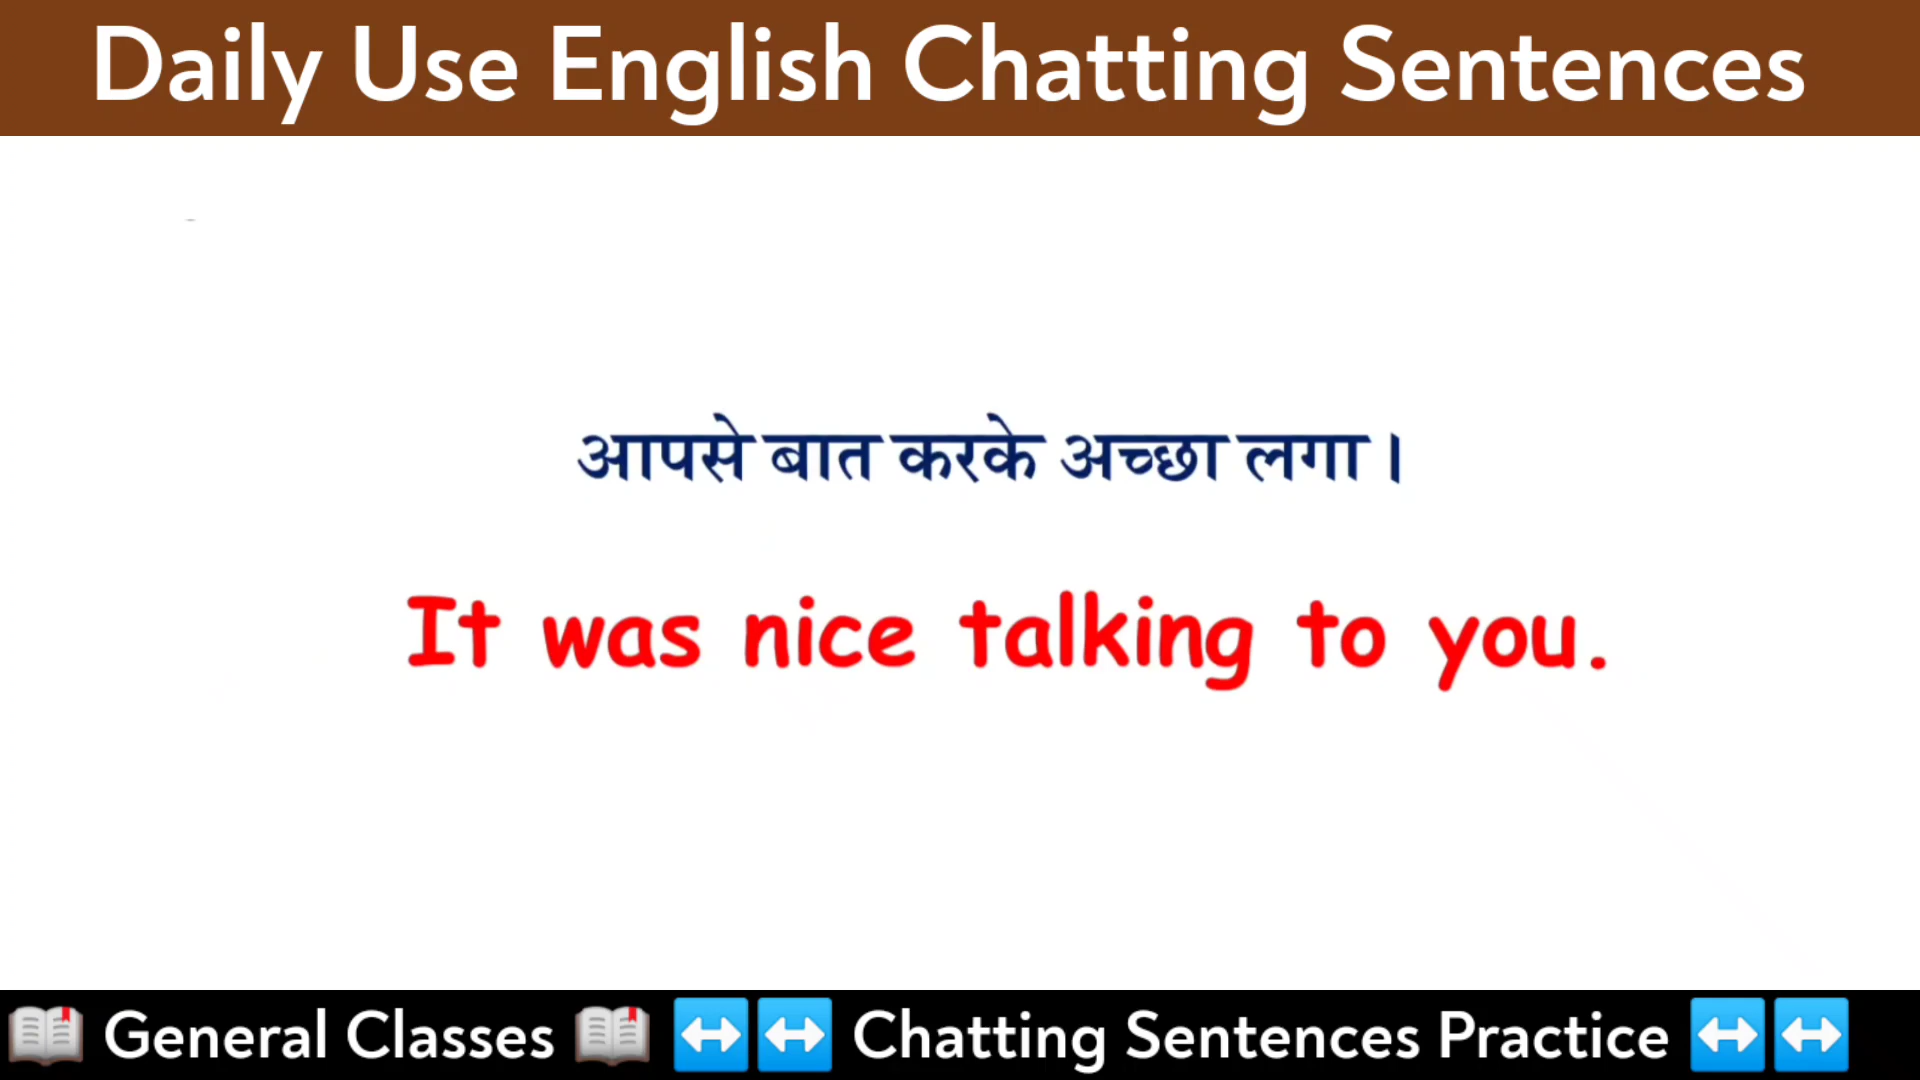 Daily Use English Chatting Sentences
आपसे बात करके अच्छा लगा।
It was nice talking to you.
📖 General Classes 📖 ↔️↔️ Chatting Sentences Practice ↔️↔️